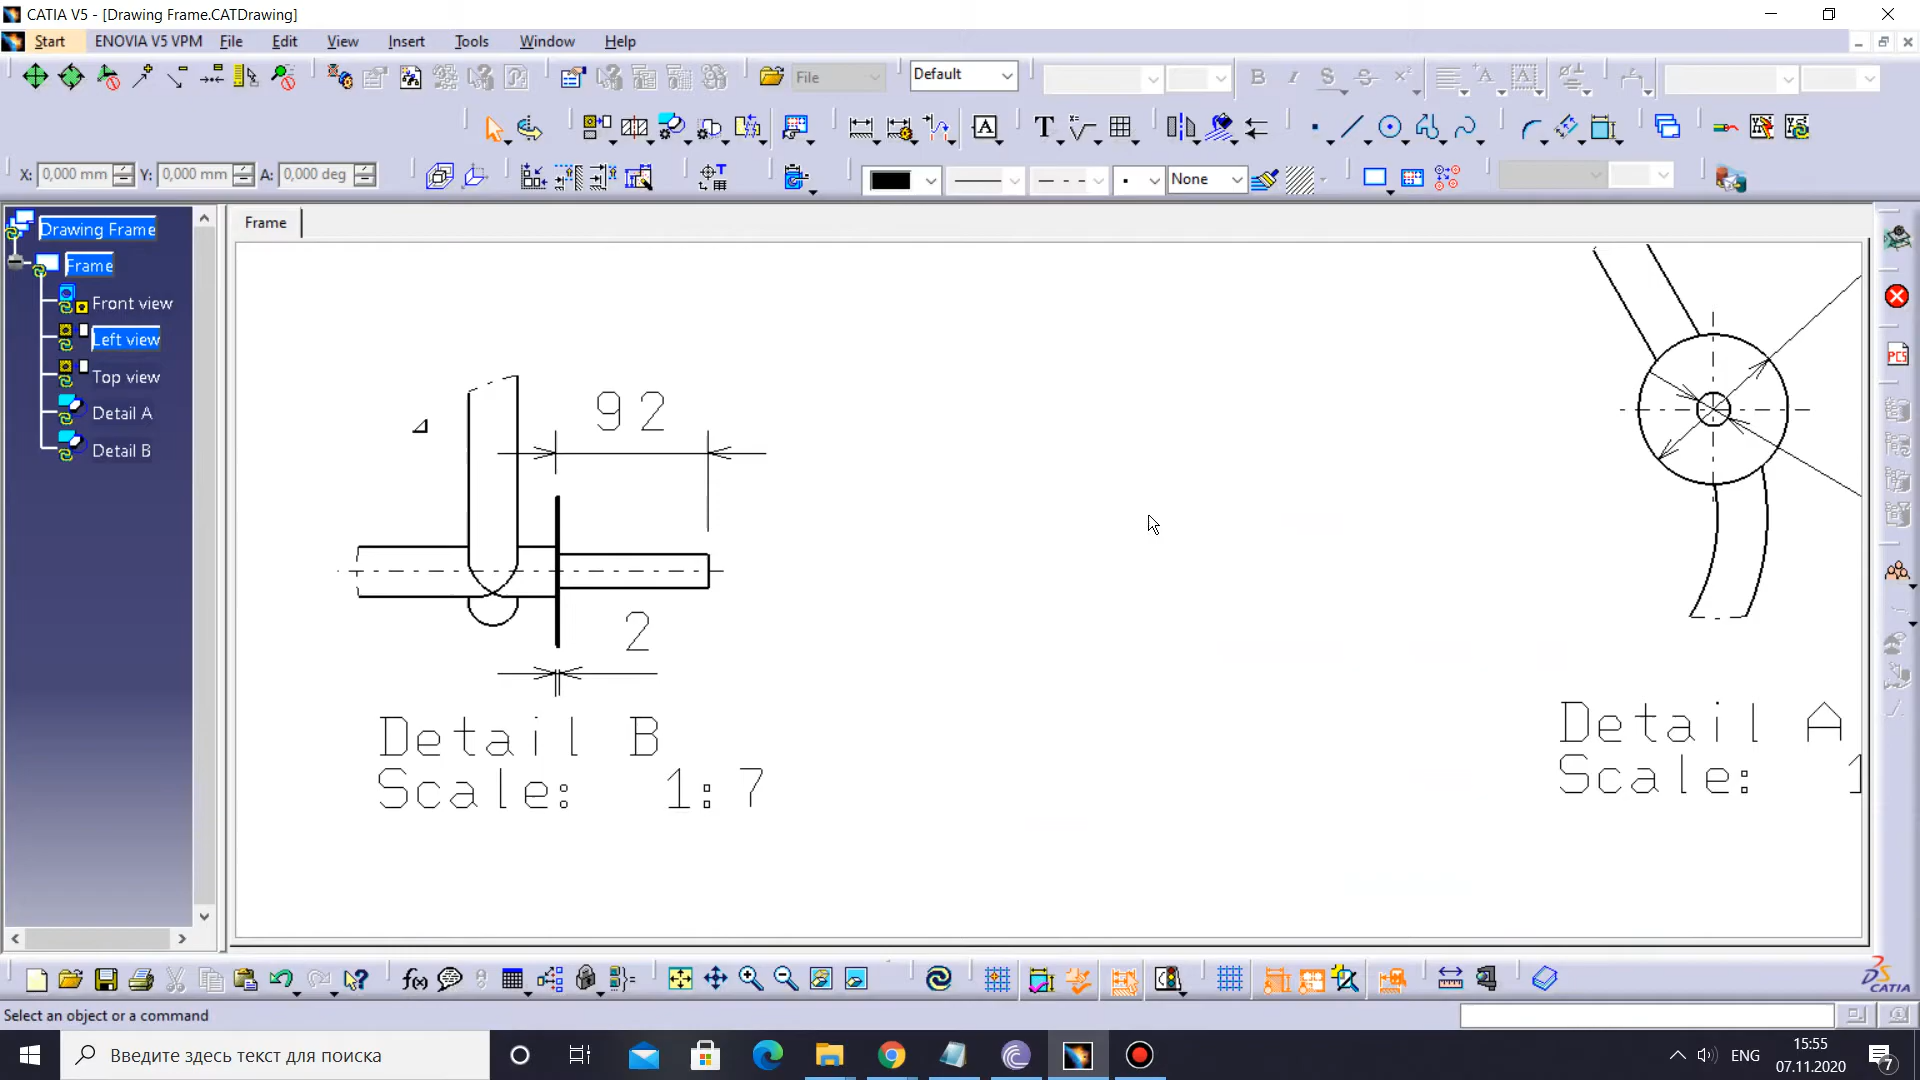 CATIA V5 - [Drawing Frame.CATDrawing]
Start ENOVIA V5 VPM File Edit View Insert Tools Window Help
File Default
X: 0,000 mm Y: 0,000 mm A: 0,000 deg None
Drawing Frame
Frame
Front view
Left view
Top view
Detail A
Detail B
Frame
92
2
Detail B
Scale: 1:7
Detail A
Scale: 1
PCS
CATIA
Select an object or a command
Введите здесь текст для поиска
ENG
15:55
07.11.2020
7